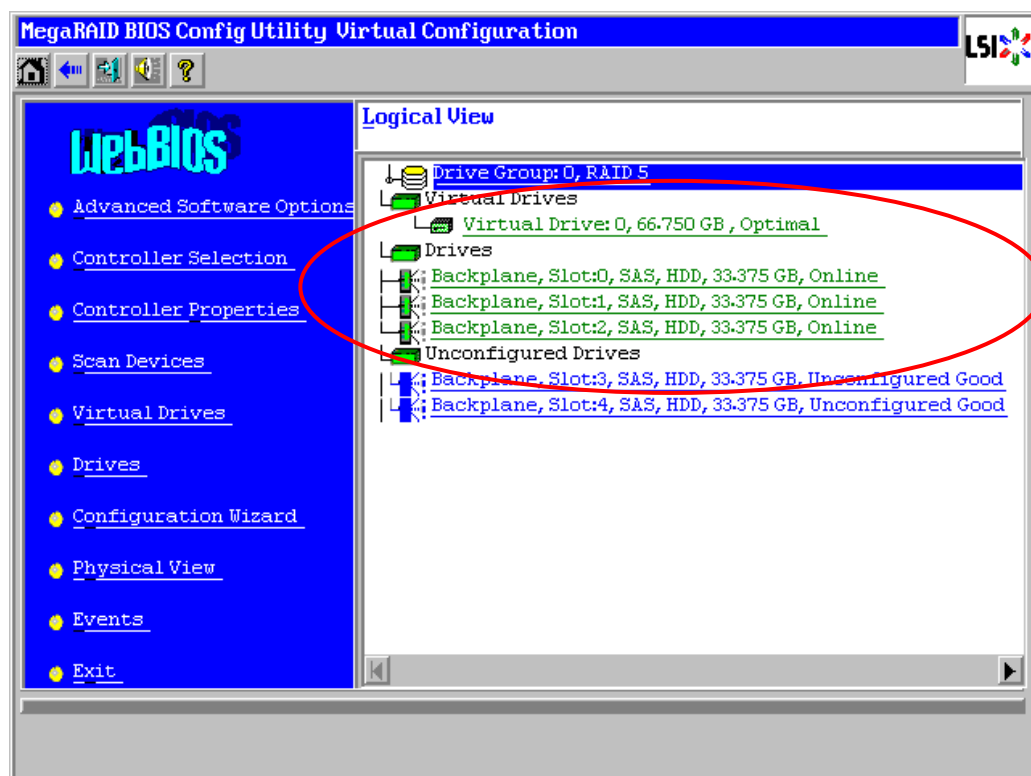 MegaRAID BIOS Config Utility Virtual Configuration
LSI
?
WebBIOS
Advanced Software Options
Controller Selection
Controller Properties
Scan Devices
Virtual Drives
Drives
Configuration Wizard
Physical View
Events
Exit
Logical View
Drive Group: 0, RAID 5
Virtual Drives
Virtual Drive: 0, 66.750 GB , Optimal
Drives
Backplane, Slot:0, SAS, HDD, 33.375 GB, Online
Backplane, Slot:1, SAS, HDD, 33.375 GB, Online
Backplane, Slot:2, SAS, HDD, 33.375 GB, Online
Unconfigured Drives
Backplane, Slot:3, SAS, HDD, 33.375 GB, Unconfigured Good
Backplane, Slot:4, SAS, HDD, 33.375 GB, Unconfigured Good